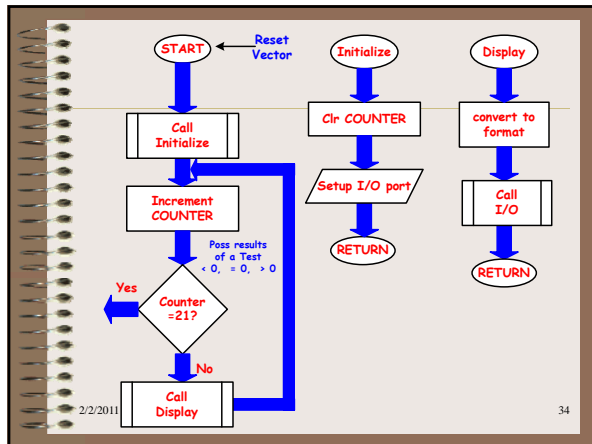 START
Reset
Vector
Call
Initialize
Increment
COUNTER
Poss results
of a Test
< 0, = 0, > 0
Yes
Counter
=21?
No
Call
Display
Initialize
Clr COUNTER
Setup I/O port
RETURN
Display
convert to
format
Call
I/O
RETURN
2/2/2011
34